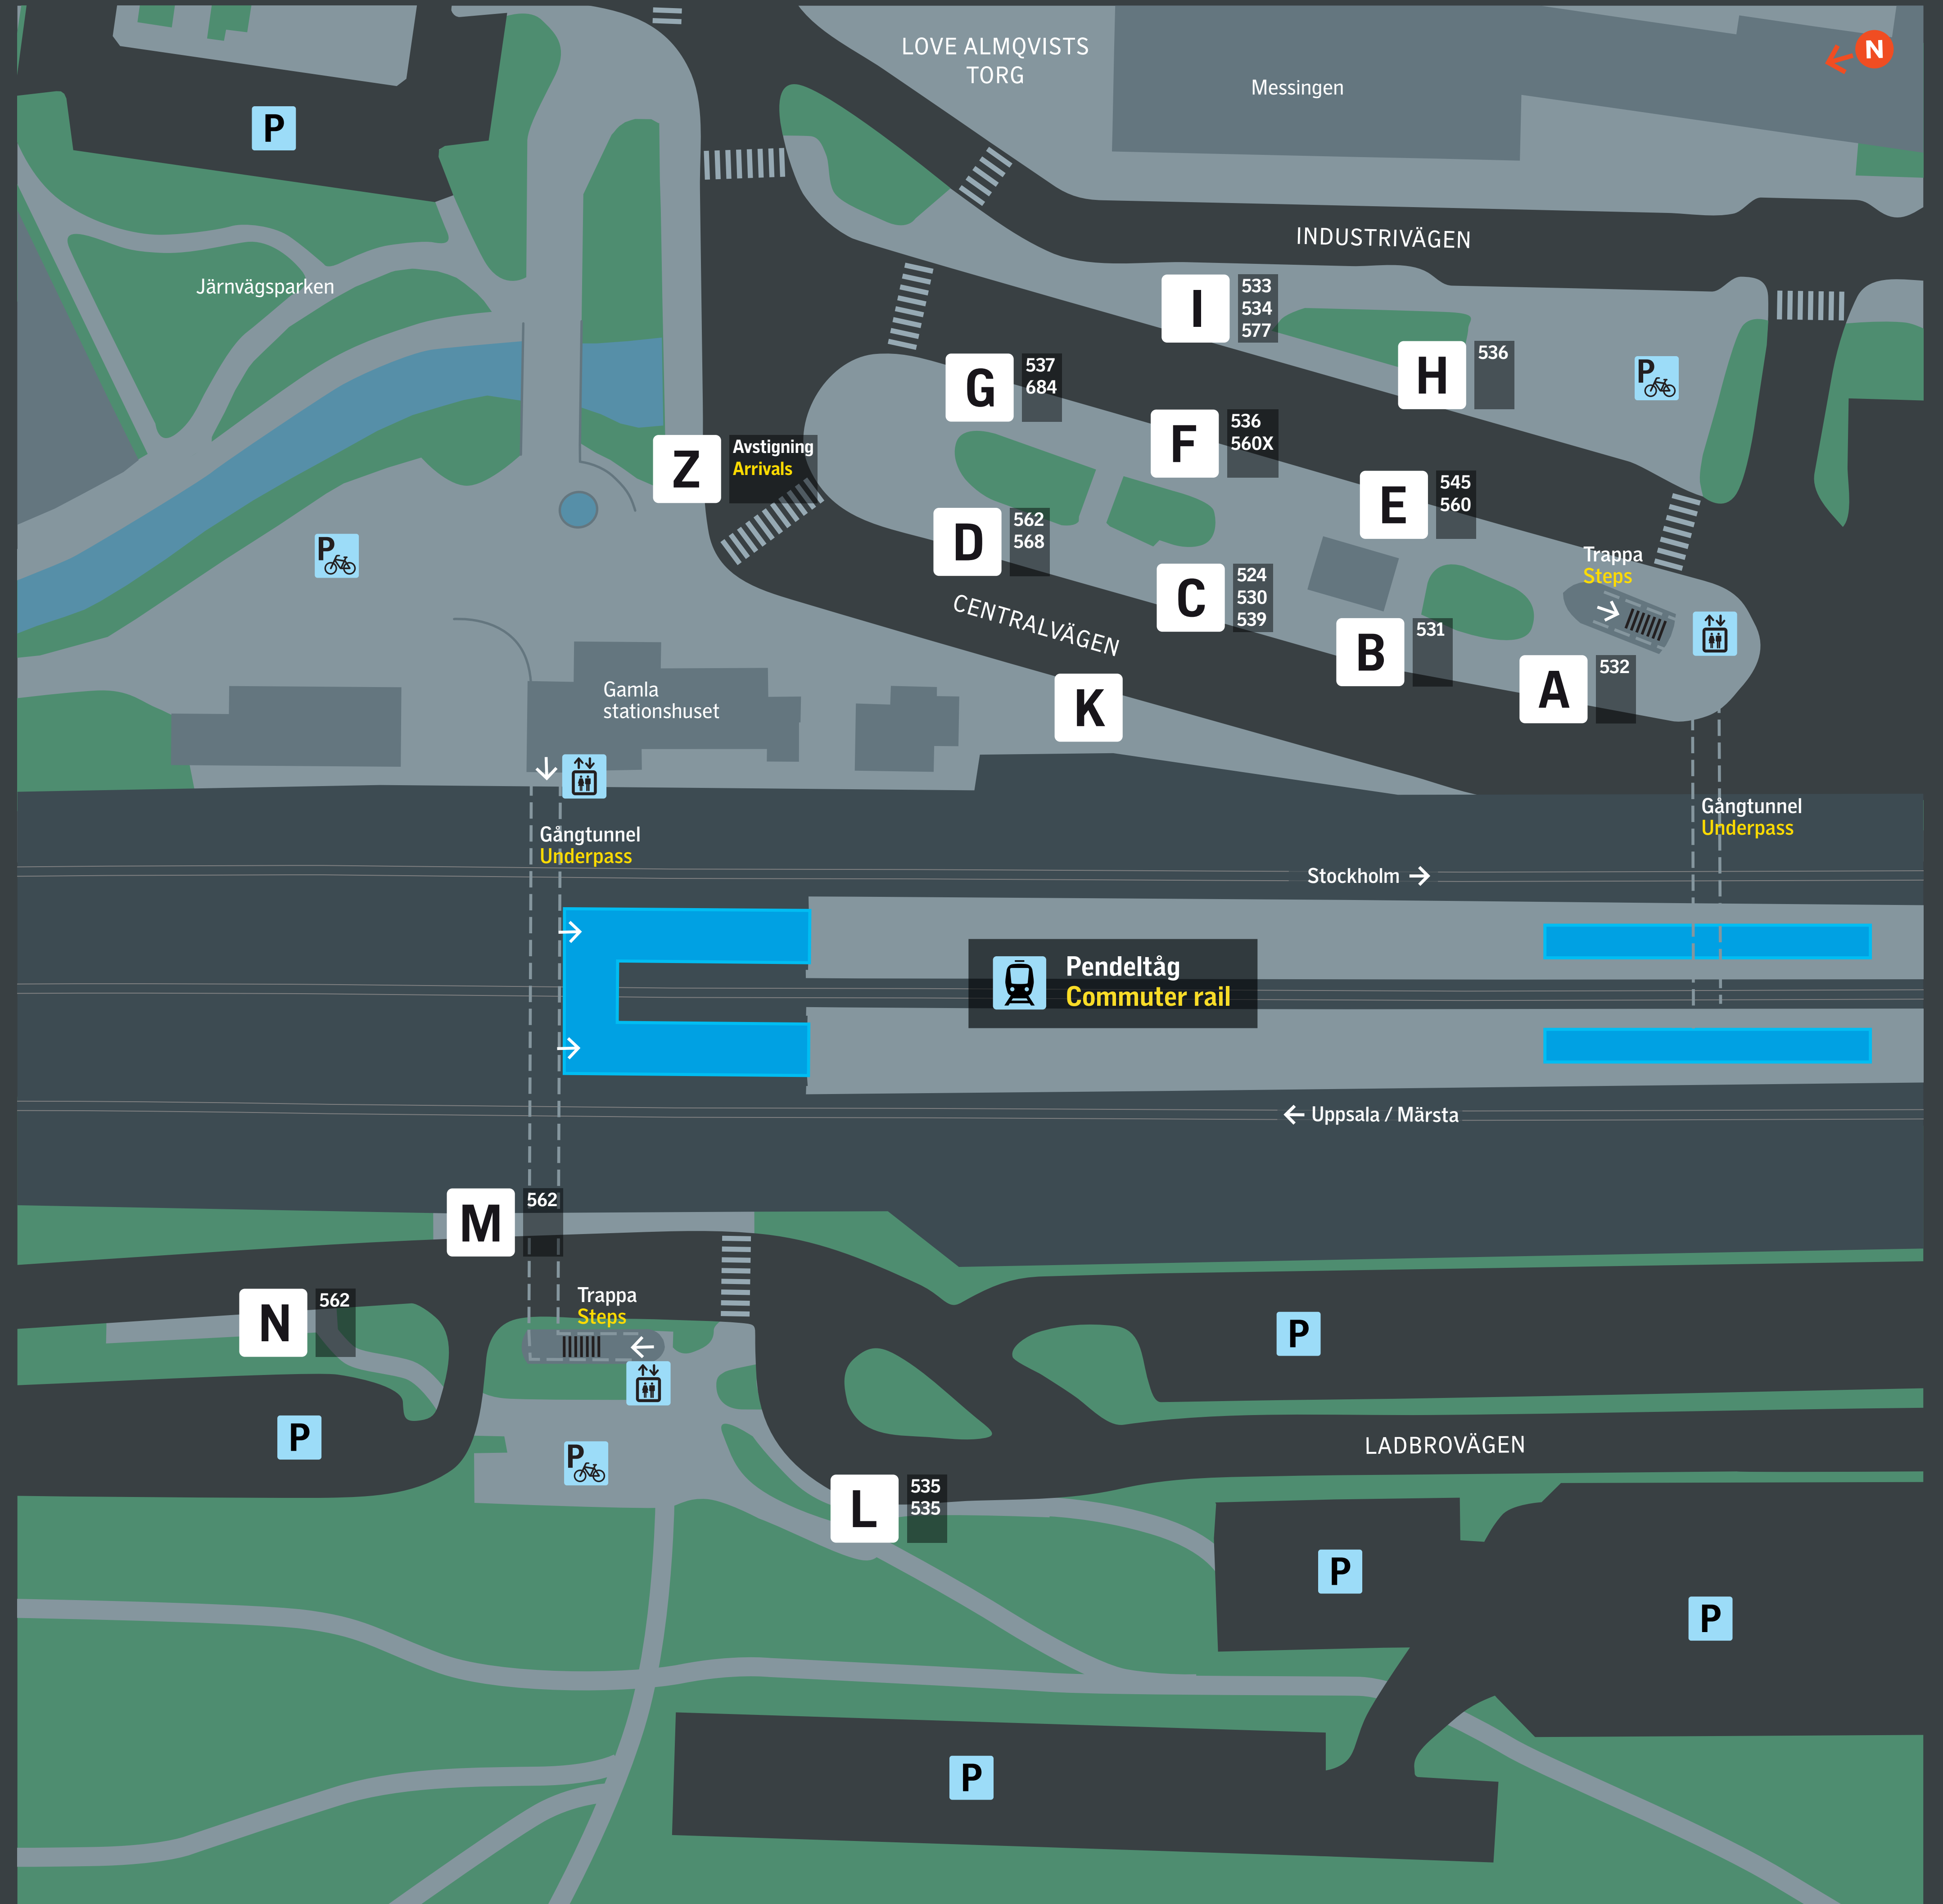 LOVE ALMQVISTS
TORG
Messingen
N
P
INDUSTRIVÄGEN
Järnvägsparken
I
533
534
577
H
536
P
G
537
684
F
536
560X
Z
Avstigning
Arrivals
E
545
560
D
562
568
P
Trappa
Steps
C
524
530
539
CENTRALVÄGEN
B
531
A
532
Gamla
stationshuset
K
Gångtunnel
Underpass
Gångtunnel
Underpass
Stockholm →
Pendeltåg
Commuter rail
← Uppsala / Märsta
M
562
N
562
Trappa
Steps
P
P
P
LADBROVÄGEN
L
535
535
P
P
P